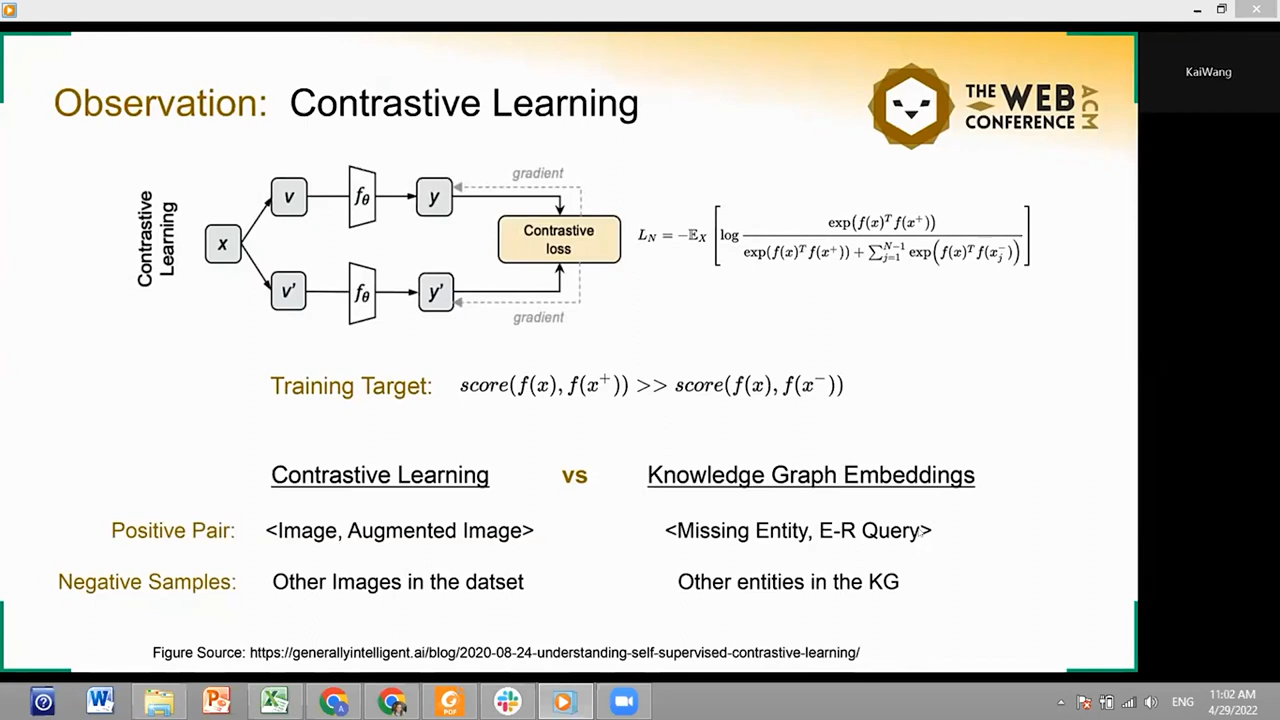 KaiWang
Observation: Contrastive Learning
THE WEB CONFERENCE ACM
Contrastive Learning
x
v
fθ
y
gradient
Contrastive loss
v'
fθ
y'
gradient
L_N = −𝔼_X [ log exp(f(x)^T f(x^+)) / ( exp(f(x)^T f(x^+)) + ∑_{j=1}^{N−1} exp(f(x)^T f(x_j^−)) ) ]
Training Target: score(f(x), f(x^+)) >> score(f(x), f(x^−))
Contrastive Learning vs Knowledge Graph Embeddings
Positive Pair: <Image, Augmented Image> <Missing Entity, E-R Query>
Negative Samples: Other Images in the datset Other entities in the KG
Figure Source: https://generallyintelligent.ai/blog/2020-08-24-understanding-self-supervised-contrastive-learning/
ENG
11:02 AM
4/29/2022